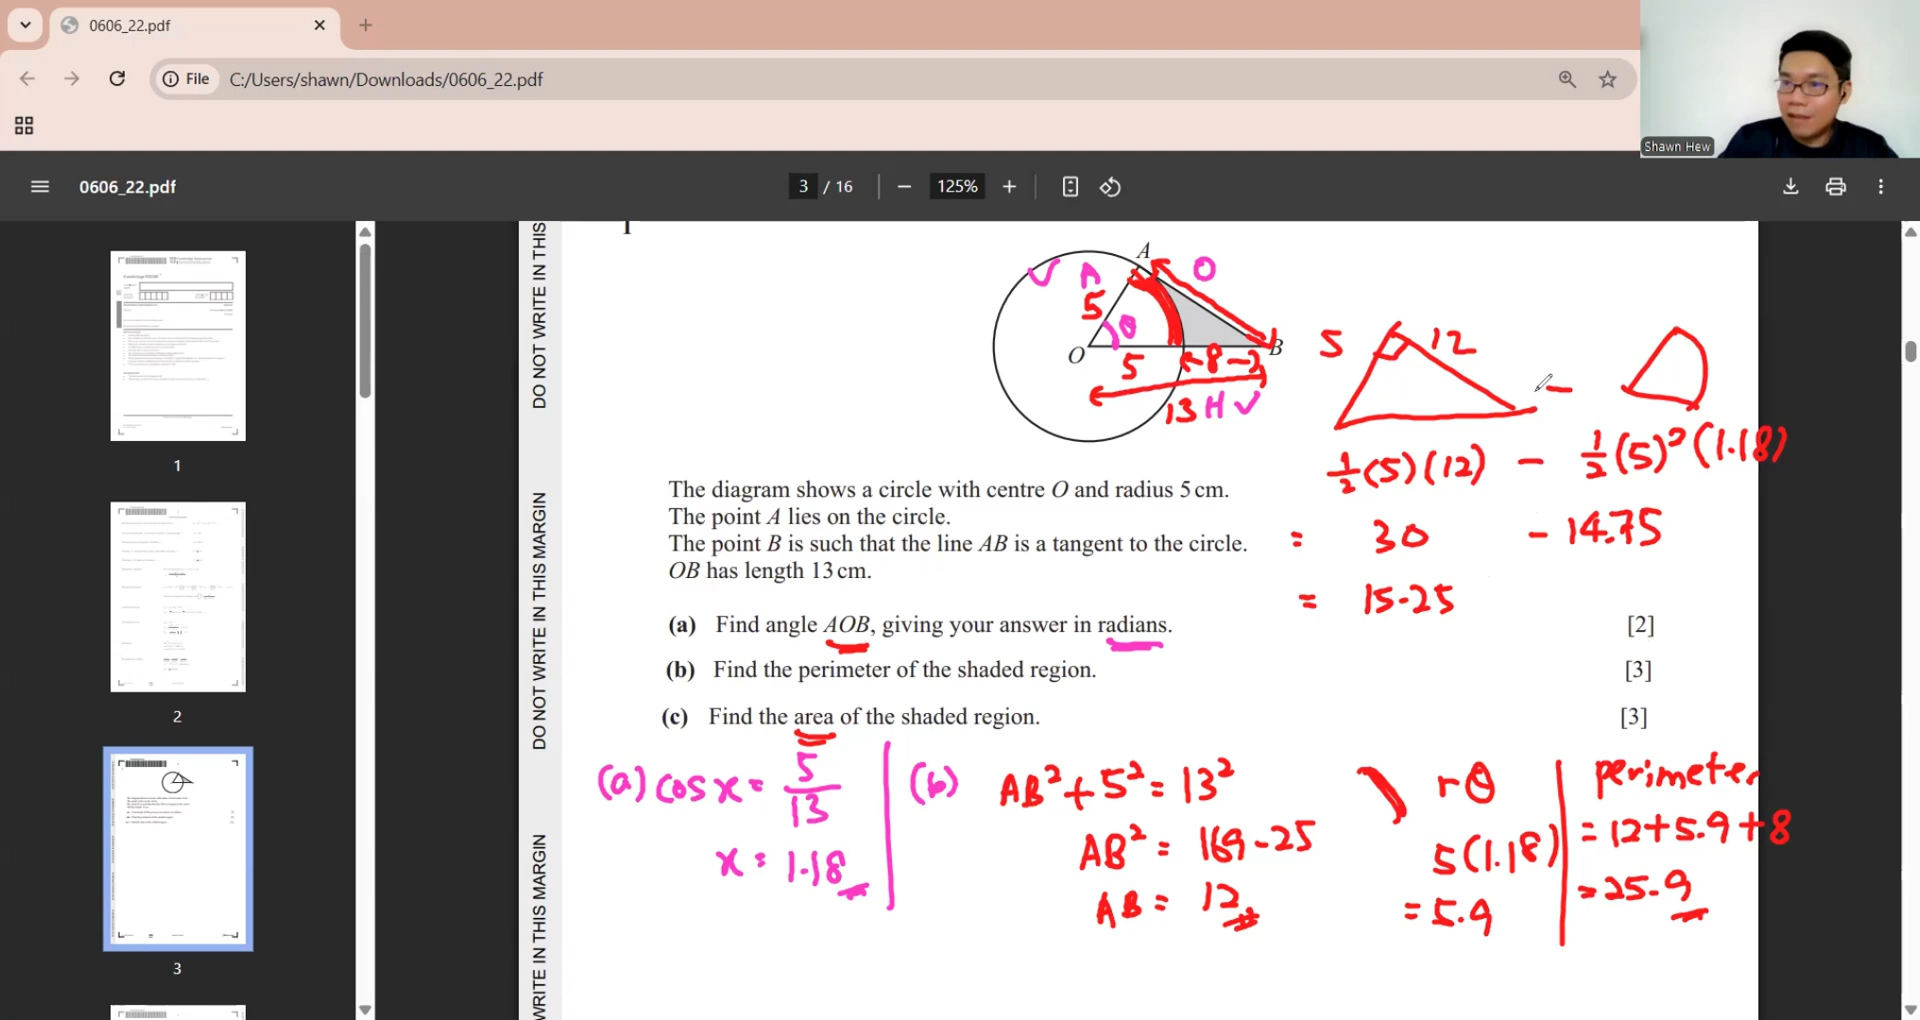 0606_22.pdf
File C:/Users/shawn/Downloads/0606_22.pdf
Shawn Hew
0606_22.pdf
3 / 16
125%
1
2
3
DO NOT WRITE IN THIS
DO NOT WRITE IN THIS MARGIN
WRITE IN THIS MARGIN
A
O
B
A
5
θ
O
5
8
13 H
5
12
½(5)(12) - ½(5)²(1.18)
= 30 - 14.75
= 15.25
The diagram shows a circle with centre O and radius 5 cm.
The point A lies on the circle.
The point B is such that the line AB is a tangent to the circle.
OB has length 13 cm.
(a) Find angle AOB, giving your answer in radians. [2]
(b) Find the perimeter of the shaded region. [3]
(c) Find the area of the shaded region. [3]
(a) cos x = 5/13
x = 1.18
(b) AB² + 5² = 13²
AB² = 169 - 25
AB = 12
rθ
5(1.18)
= 5.9
perimeter
= 12 + 5.9 + 8
= 25.9